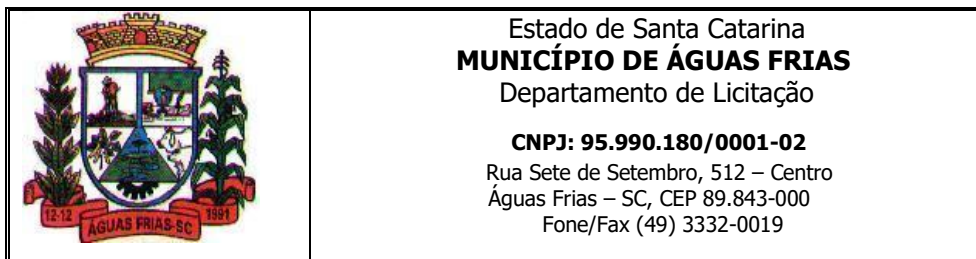 12-12
ÁGUAS FRIAS-SC
1991
Estado de Santa Catarina
MUNICÍPIO DE ÁGUAS FRIAS
Departamento de Licitação
CNPJ: 95.990.180/0001-02
Rua Sete de Setembro, 512 – Centro
Águas Frias – SC, CEP 89.843-000
Fone/Fax (49) 3332-0019